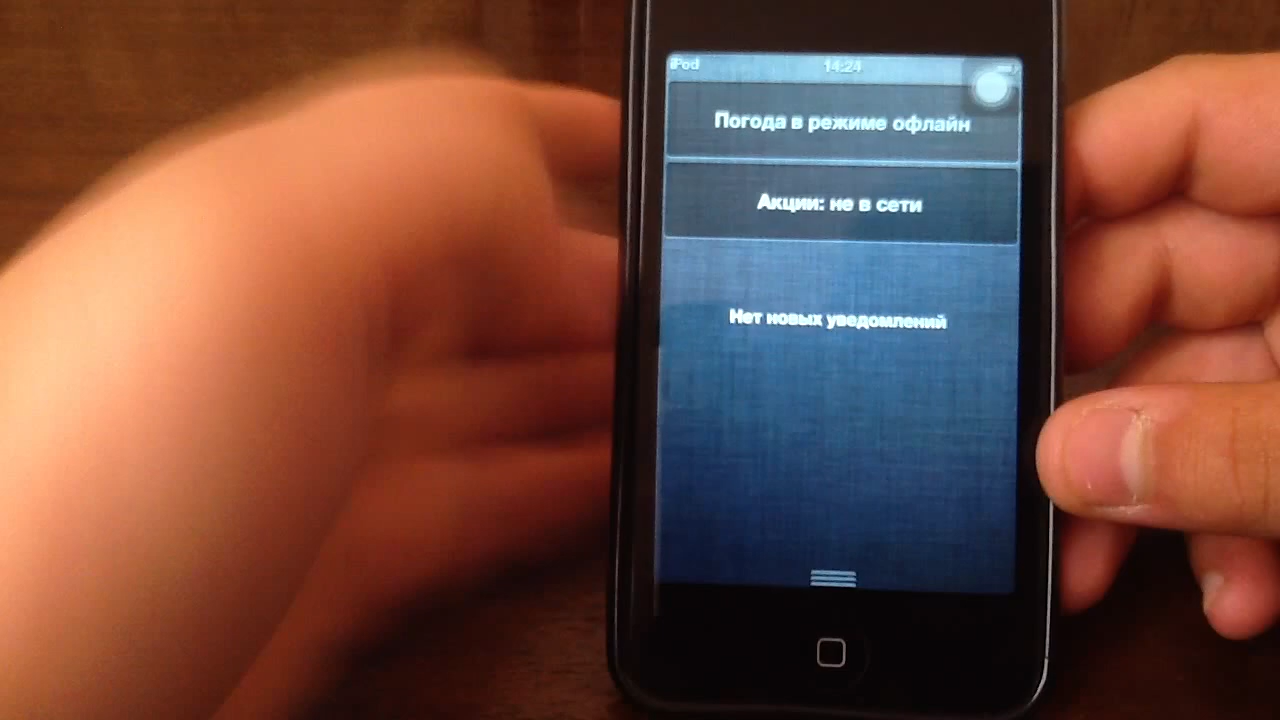 iPod 14:24
Погода в режиме офлайн
Акции: не в сети
Нет новых уведомлений